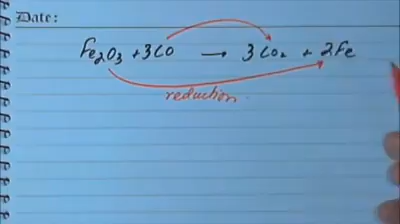 Date:
Fe₂O₃ + 3CO → 3CO₂ + 2Fe
reduction